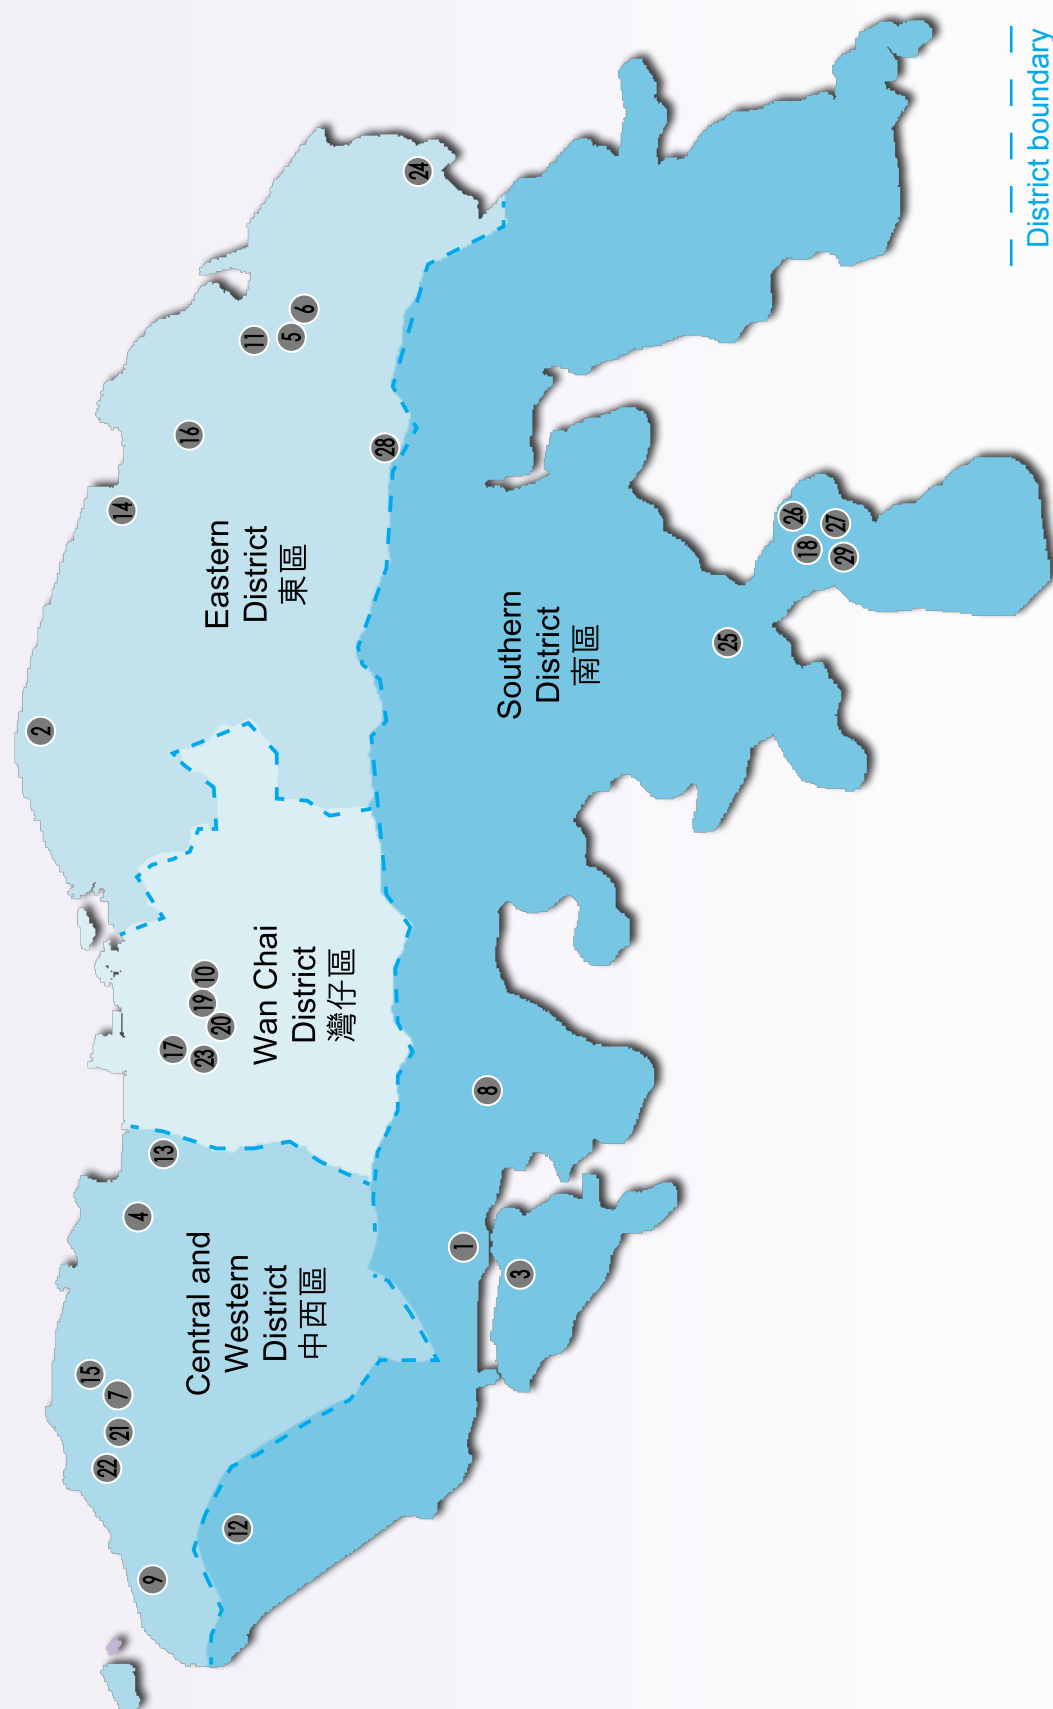 2
15
22
7
21
14
4
9
13
17
16
19
23
10
20
12
11
5
6
Central and
Western
District
中西區
Wan Chai
District
灣仔區
Eastern
District
東區
28
24
1
8
3
Southern
District
南區
25
26
18
27
29
District boundary